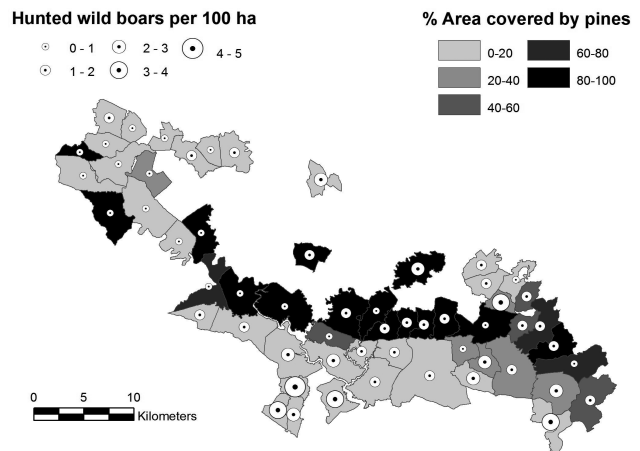 Hunted wild boars per 100 ha
0 - 1
2 - 3
4 - 5
1 - 2
3 - 4
% Area covered by pines
0-20
60-80
20-40
80-100
40-60
0 5 10
Kilometers